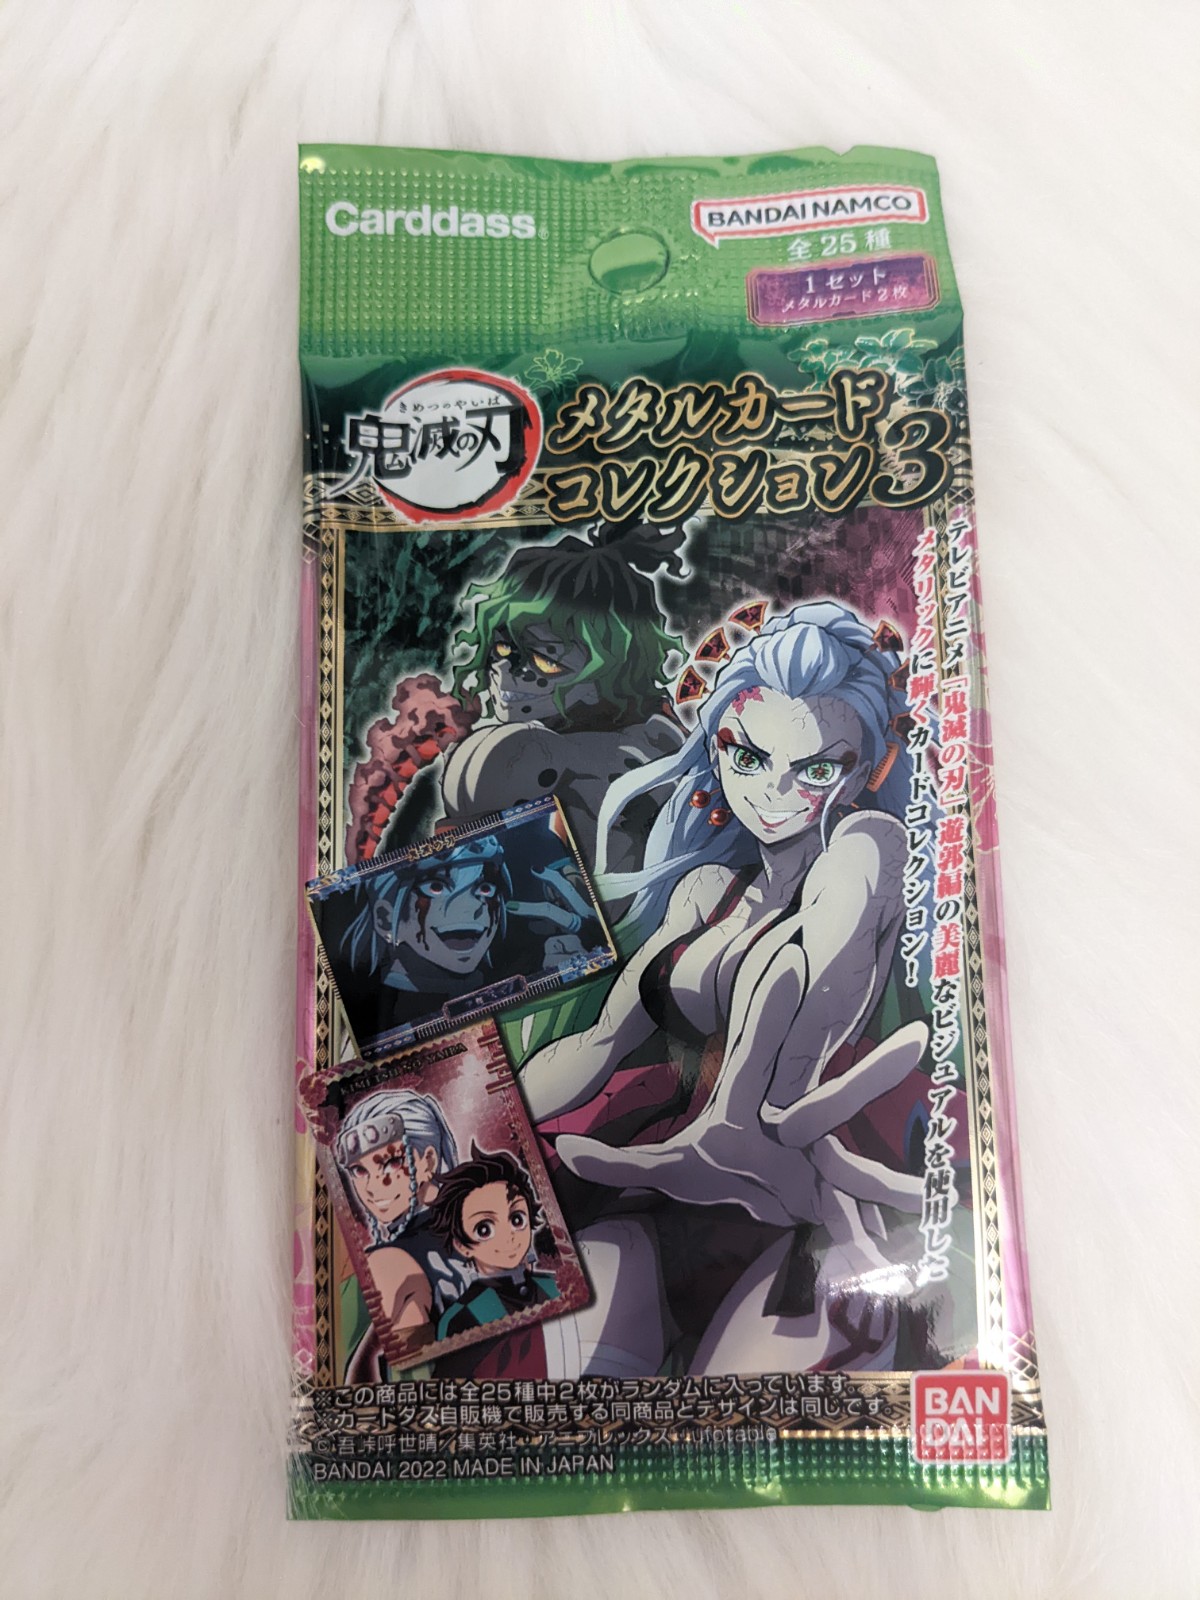 Carddass®
BANDAI NAMCO
全25種
1セット
メタルカード2枚
きめつのやいば
鬼滅の刃
メタルカード
コレクション3
テレビアニメ「鬼滅の刃」遊郭編の美麗なビジュアルを使用した
メタリックに輝くカードコレクション!
KIMETSU NO YAIBA
※この商品には全25種中2枚がランダムに入っています。
※カードダス自販機で販売する同商品とデザインは同じです。
©吾峠呼世晴/集英社・アニプレックス・ufotable
BANDAI 2022 MADE IN JAPAN
BAN
DAI